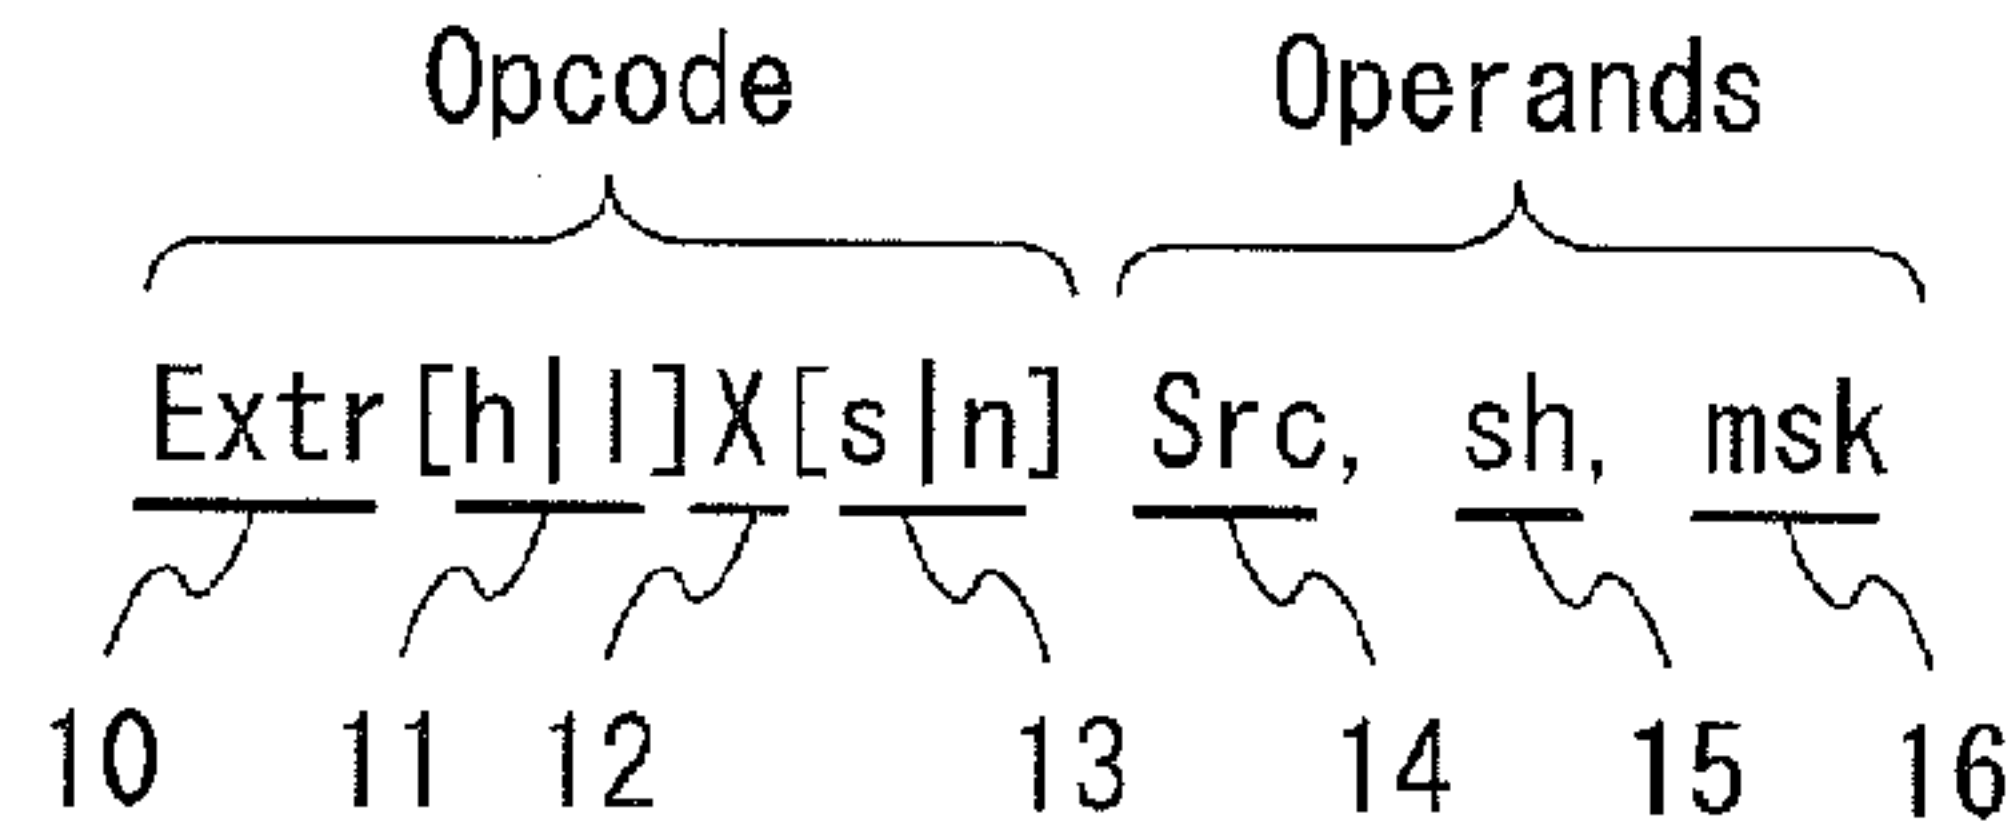 Opcode Operands
Extr[h|l]X[s|n] Src, sh, msk
10 11 12 13 14 15 16